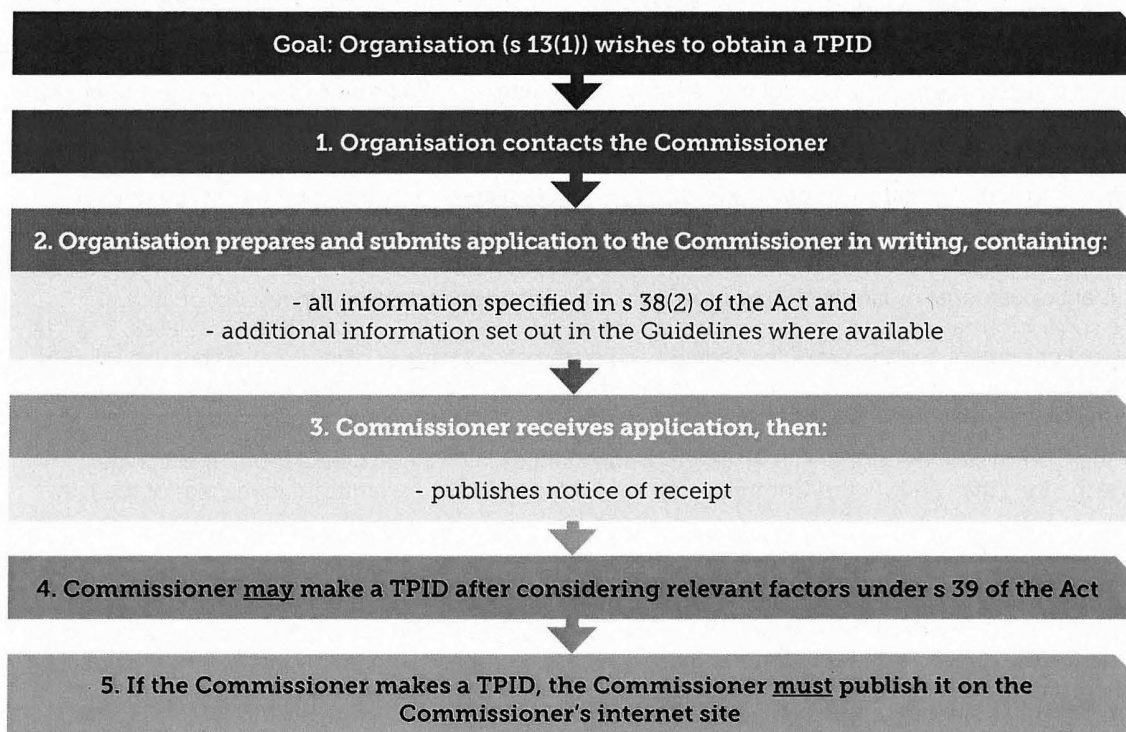 Goal: Organisation (s 13(1)) wishes to obtain a TPID
1. Organisation contacts the Commissioner
2. Organisation prepares and submits application to the Commissioner in writing, containing:
- all information specified in s 38(2) of the Act and
- additional information set out in the Guidelines where available
3. Commissioner receives application, then:
- publishes notice of receipt
4. Commissioner may make a TPID after considering relevant factors under s 39 of the Act
5. If the Commissioner makes a TPID, the Commissioner must publish it on the
Commissioner's internet site